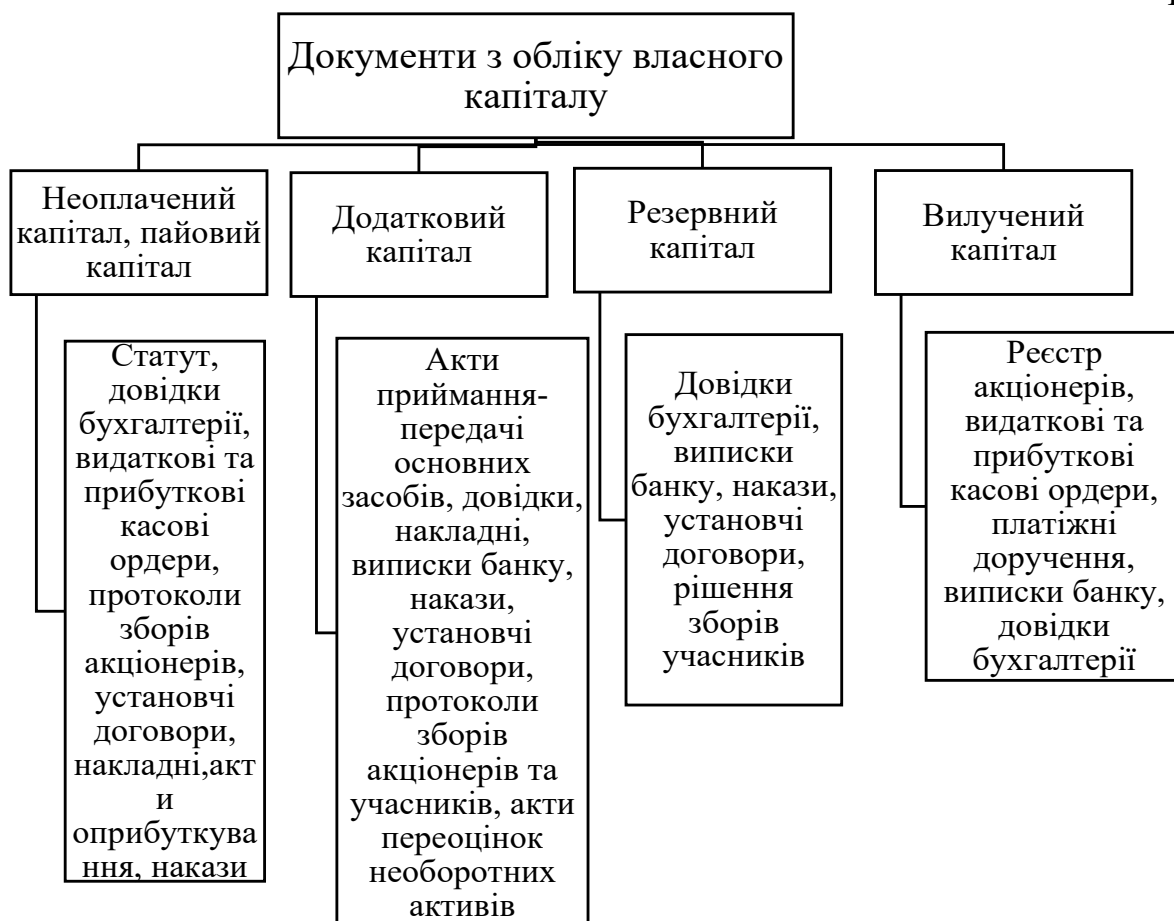 Документи з обліку власного
капіталу
Неоплачений
капітал, пайовий
капітал
Статут,
довідки
бухгалтерії,
видаткові та
прибуткові
касові
ордери,
протоколи
зборів
акціонерів,
установчі
договори,
накладні,акт
и
оприбуткува
ння, накази
Додатковий
капітал
Акти
приймання-
передачі
основних
засобів, довідки,
накладні,
виписки банку,
накази,
установчі
договори,
протоколи
зборів
акціонерів та
учасників, акти
переоцінок
необоротних
активів
Резервний
капітал
Довідки
бухгалтерії,
виписки
банку, накази,
установчі
договори,
рішення
зборів
учасників
Вилучений
капітал
Реєстр
акціонерів,
видаткові та
прибуткові
касові ордери,
платіжні
доручення,
виписки банку,
довідки
бухгалтерії